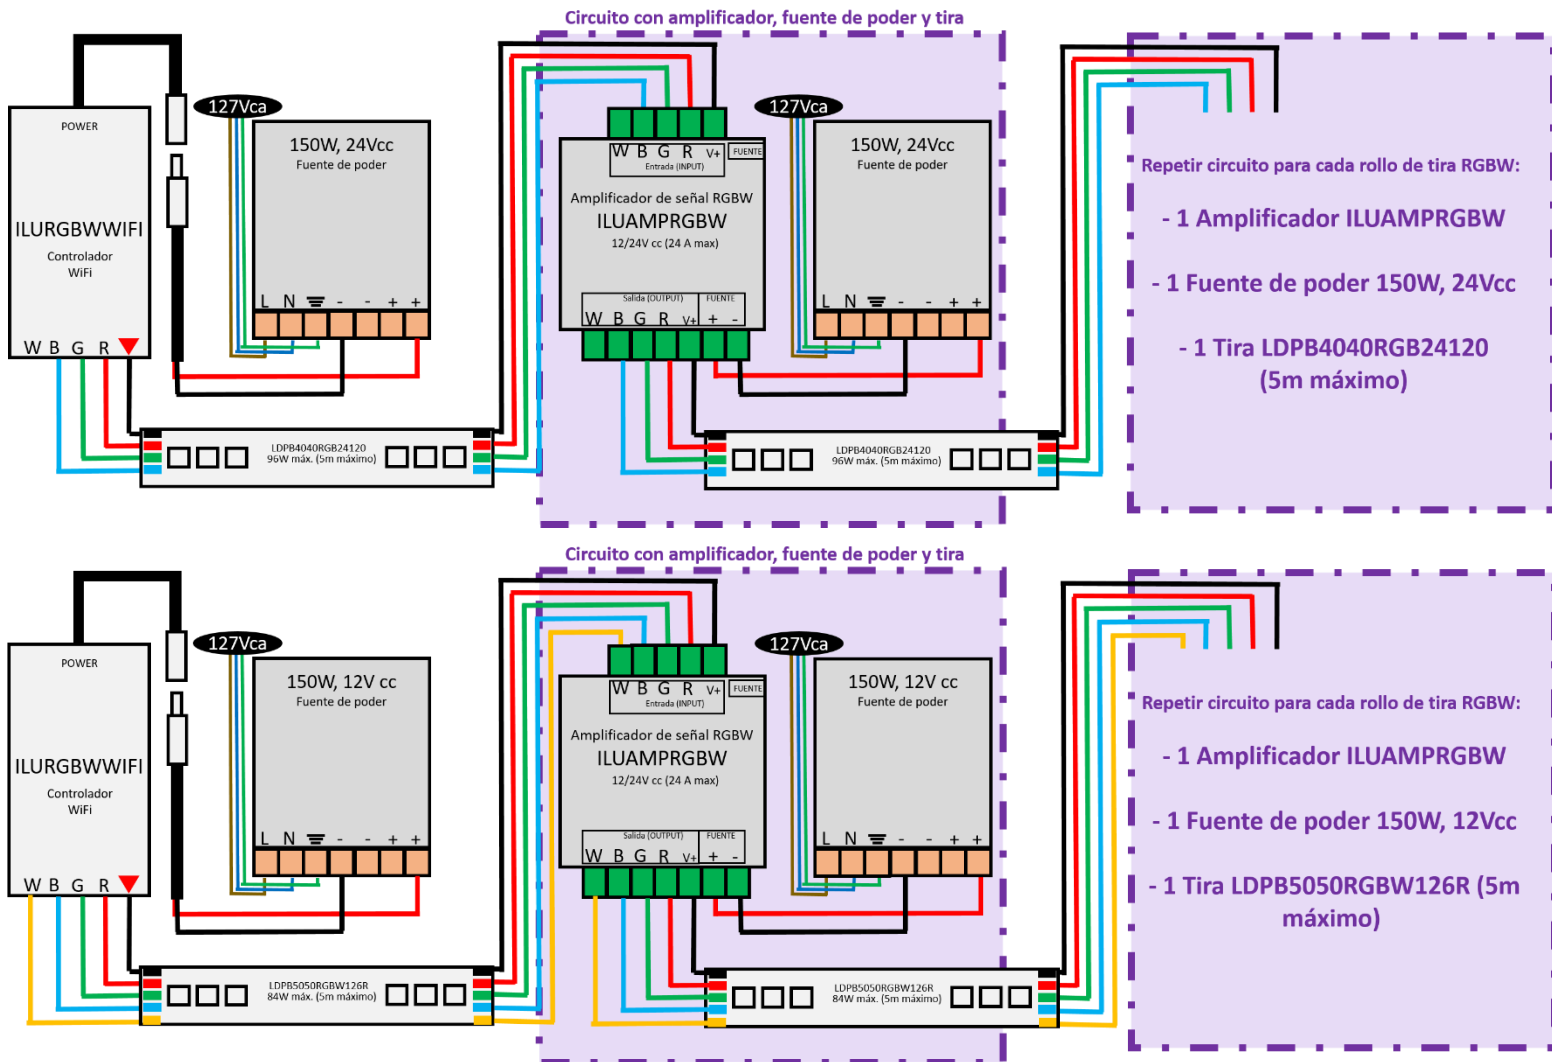 Circuito con amplificador, fuente de poder y tira
POWER
ILURGBWWIFI
Controlador
WiFi
W B G R
127Vca
150W, 24Vcc
Fuente de poder
L N - - + +
LDPB4040RGB24120
96W máx. (5m máximo)
W B G R V+ FUENTE
Entrada (INPUT)
Amplificador de señal RGBW
ILUAMPRGBW
12/24V cc (24 A max)
Salida (OUTPUT) FUENTE
W B G R V+ + -
127Vca
150W, 24Vcc
Fuente de poder
L N - - + +
LDPB4040RGB24120
96W máx. (5m máximo)
Repetir circuito para cada rollo de tira RGBW:
- 1 Amplificador ILUAMPRGBW
- 1 Fuente de poder 150W, 24Vcc
- 1 Tira LDPB4040RGB24120
(5m máximo)
Circuito con amplificador, fuente de poder y tira
POWER
ILURGBWWIFI
Controlador
WiFi
W B G R
127Vca
150W, 12V cc
Fuente de poder
L N - - + +
LDPB5050RGBW126R
84W máx. (5m máximo)
W B G R V+ FUENTE
Entrada (INPUT)
Amplificador de señal RGBW
ILUAMPRGBW
12/24V cc (24 A max)
Salida (OUTPUT) FUENTE
W B G R V+ + -
127Vca
150W, 12V cc
Fuente de poder
L N - - + +
LDPB5050RGBW126R
84W máx. (5m máximo)
Repetir circuito para cada rollo de tira RGBW:
- 1 Amplificador ILUAMPRGBW
- 1 Fuente de poder 150W, 12Vcc
- 1 Tira LDPB5050RGBW126R (5m
máximo)